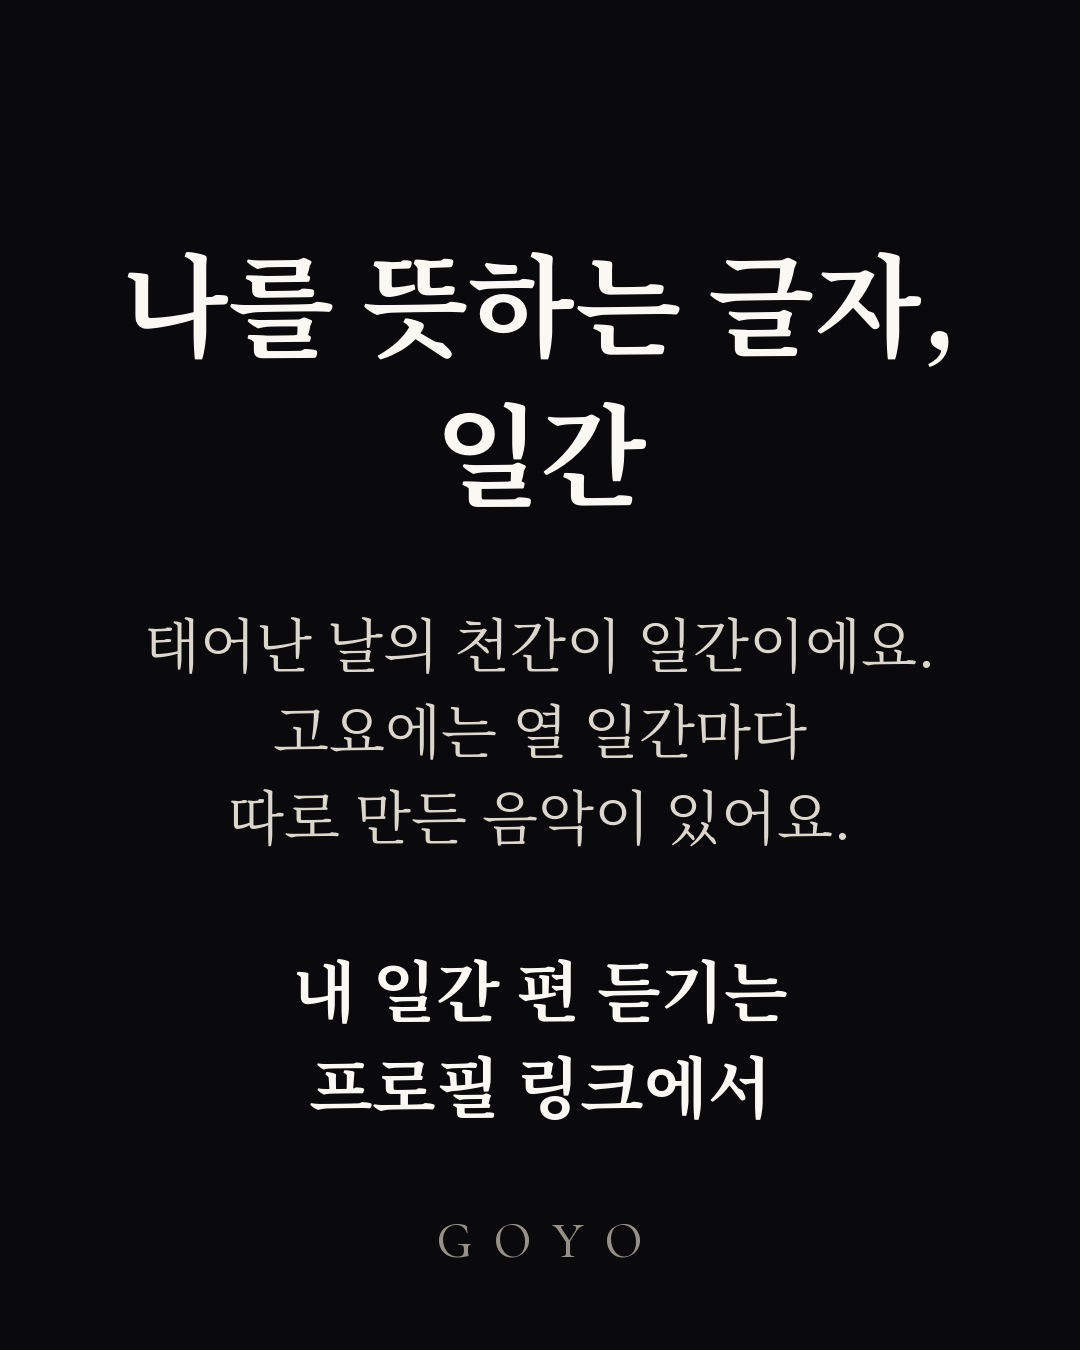 나를 뜻하는 글자,
일간
태어난 날의 천간이 일간이에요.
고요에는 열 일간마다
따로 만든 음악이 있어요.
내 일간 편 듣기는
프로필 링크에서
GOYO